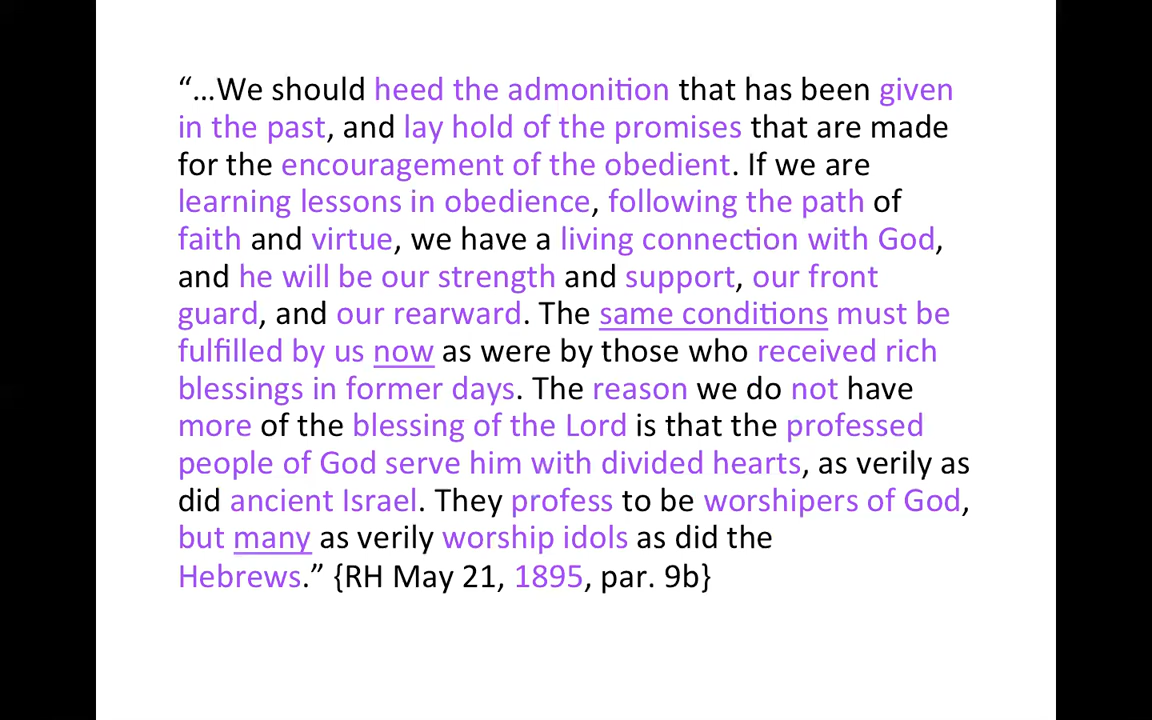 “…We should heed the admonition that has been given
in the past, and lay hold of the promises that are made
for the encouragement of the obedient. If we are
learning lessons in obedience, following the path of
faith and virtue, we have a living connection with God,
and he will be our strength and support, our front
guard, and our rearward. The same conditions must be
fulfilled by us now as were by those who received rich
blessings in former days. The reason we do not have
more of the blessing of the Lord is that the professed
people of God serve him with divided hearts, as verily as
did ancient Israel. They profess to be worshipers of God,
but many as verily worship idols as did the
Hebrews.” {RH May 21, 1895, par. 9b}